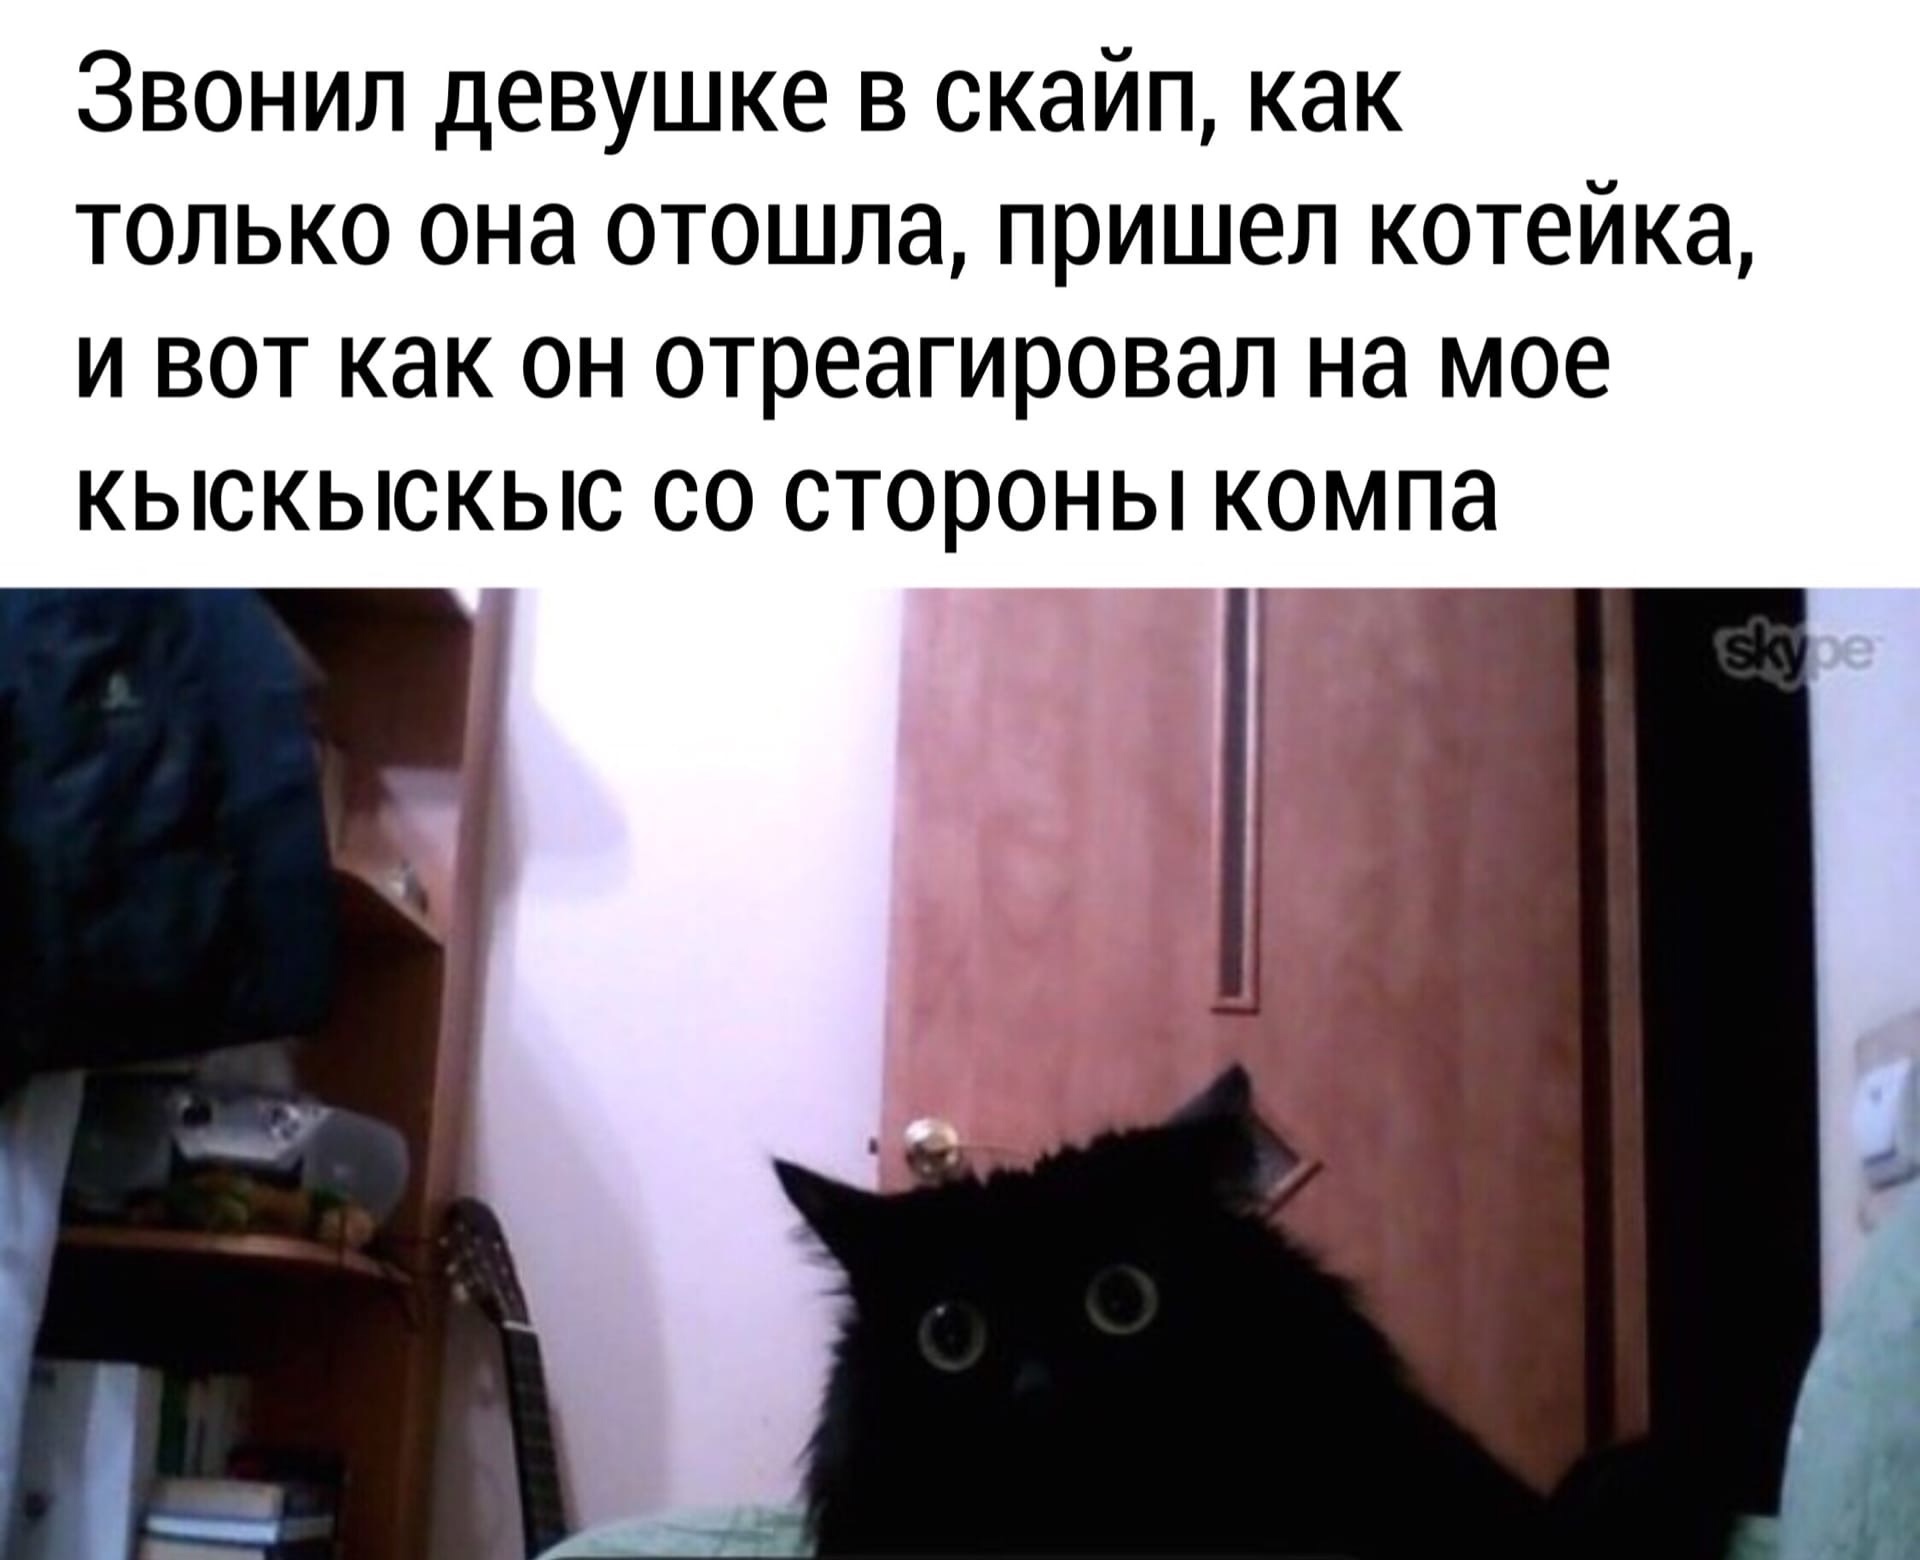 Звонил девушке в скайп, как
только она отошла, пришел котейка,
и вот как он отреагировал на мое
кыскыскыс со стороны компа
skype